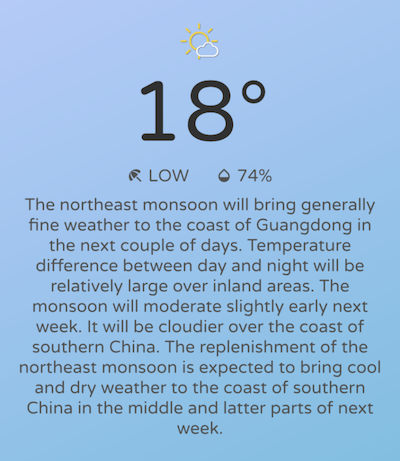 18°
LOW 74%
The northeast monsoon will bring generally
fine weather to the coast of Guangdong in
the next couple of days. Temperature
difference between day and night will be
relatively large over inland areas. The
monsoon will moderate slightly early next
week. It will be cloudier over the coast of
southern China. The replenishment of the
northeast monsoon is expected to bring cool
and dry weather to the coast of southern
China in the middle and latter parts of next
week.